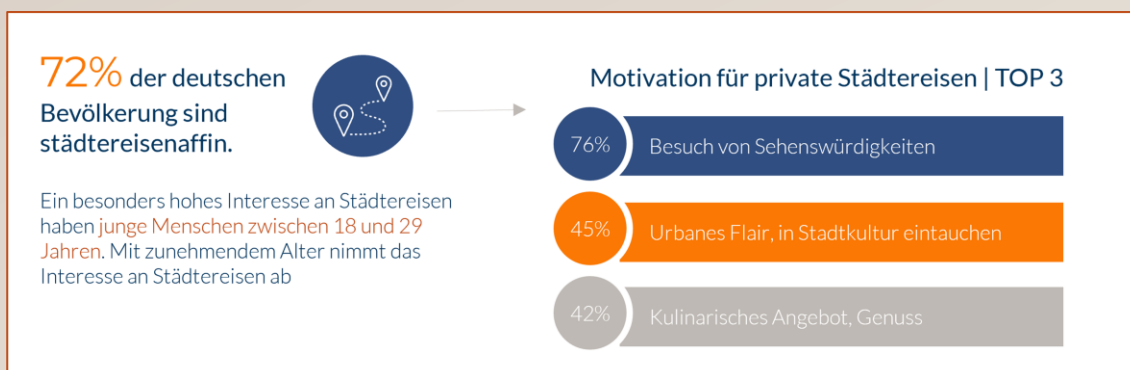 72% der deutschen
Bevölkerung sind
städtereisenaffin.
Ein besonders hohes Interesse an Städtereisen
haben junge Menschen zwischen 18 und 29
Jahren. Mit zunehmendem Alter nimmt das
Interesse an Städtereisen ab
Motivation für private Städtereisen | TOP 3
76% Besuch von Sehenswürdigkeiten
45% Urbanes Flair, in Stadtkultur eintauchen
42% Kulinarisches Angebot, Genuss